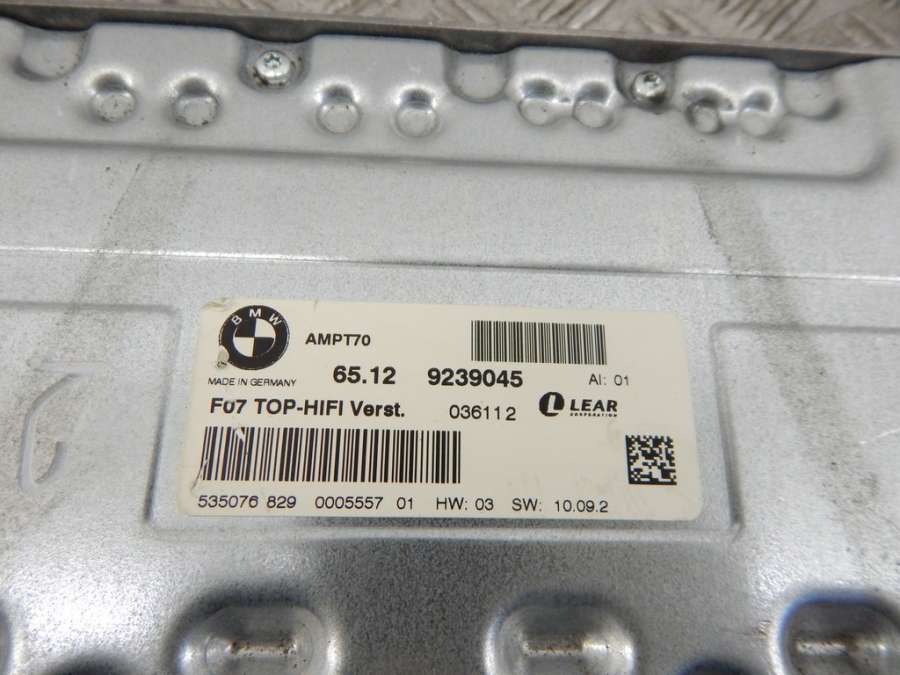 BMW
AMPT70
MADE IN GERMANY
65.12 9239045 AI: 01
F07 TOP-HIFI Verst. 036112 LEAR
CORPORATION
535076 829 0005557 01 HW: 03 SW: 10.09.2